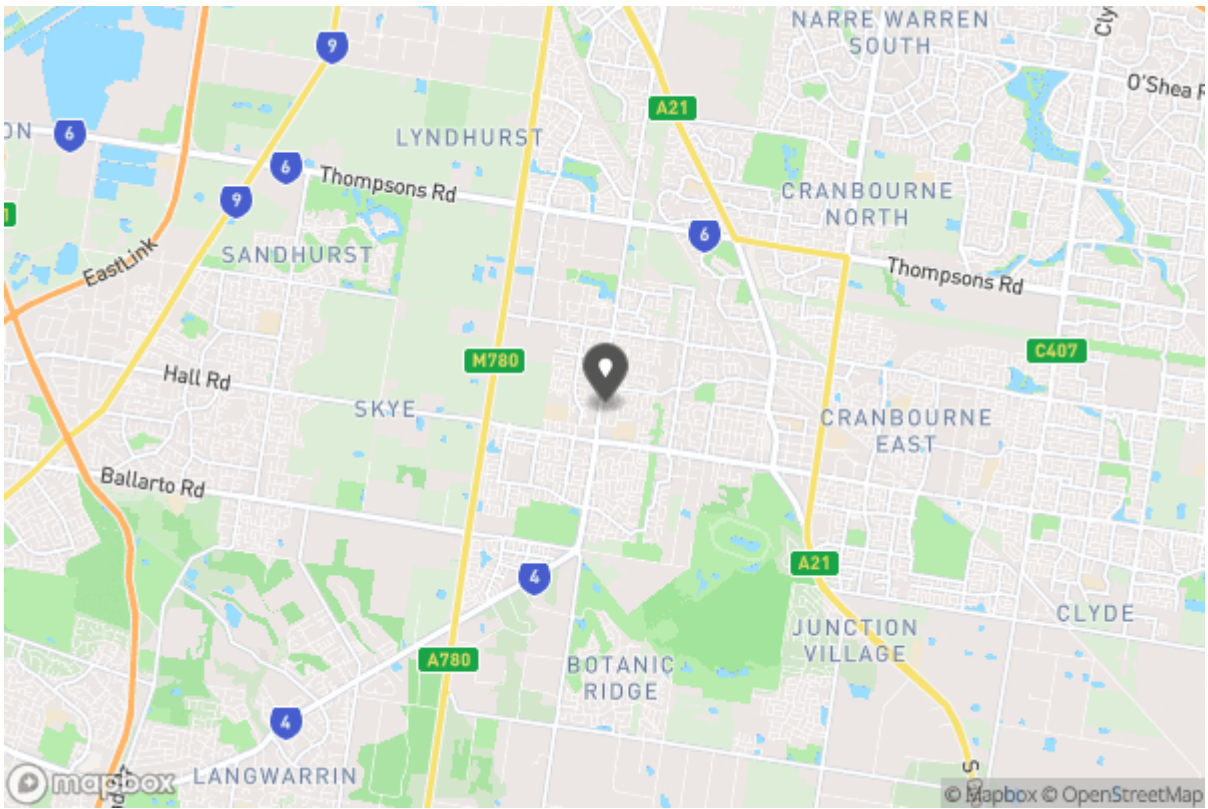 NARRE WARREN
SOUTH
Cly
9
A21
O'Shea R
ON
6
LYNDHURST
6
Thompsons Rd
CRANBOURNE
NORTH
9
1
6
SANDHURST
EastLink
Thompsons Rd
M780
C407
Hall Rd
SKYE
CRANBOURNE
EAST
Ballarto Rd
A21
4
CLYDE
JUNCTION
VILLAGE
A780
BOTANIC
RIDGE
4
LANGWARRIN
mapbox
© Mapbox © OpenStreetMap